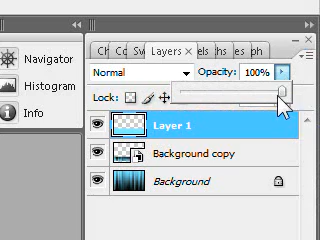 Layers ×
Navigator
Normal Opacity: 100%
Histogram
Lock:
Info
Layer 1
Background copy
Background